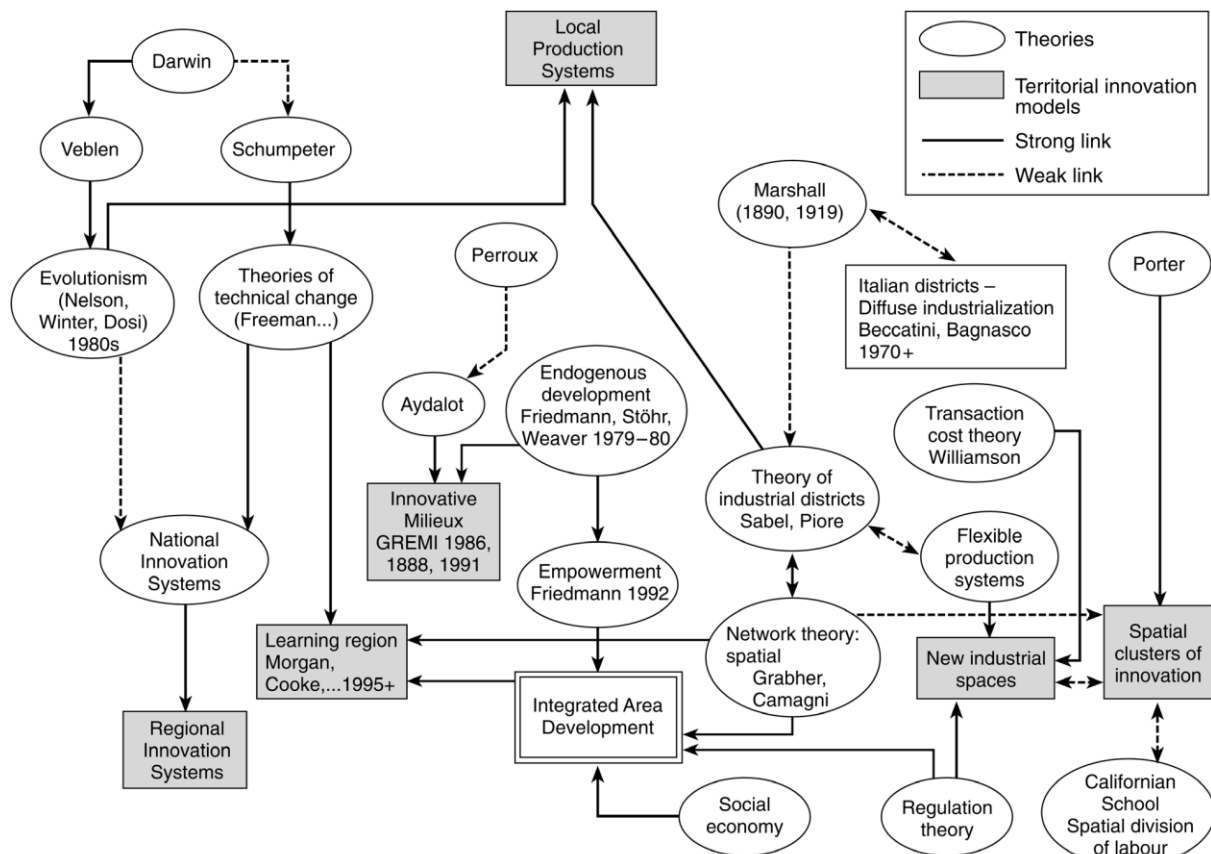 Local
Production
Systems
Theories
Territorial innovation
models
Strong link
Weak link
Darwin
Veblen
Schumpeter
Marshall
(1890, 1919)
Perroux
Porter
Evolutionism
(Nelson,
Winter, Dosi)
1980s
Theories of
technical change
(Freeman...)
Italian districts –
Diffuse industrialization
Beccatini, Bagnasco
1970+
Aydalot
Endogenous
development
Friedmann, Stöhr,
Weaver 1979–80
Transaction
cost theory
Williamson
Theory of
industrial districts
Sabel, Piore
Innovative
Milieux
GREMI 1986,
1888, 1991
National
Innovation
Systems
Empowerment
Friedmann 1992
Flexible
production
systems
Learning region
Morgan,
Cooke,...1995+
Network theory:
spatial
Grabher,
Camagni
New industrial
spaces
Spatial
clusters of
innovation
Integrated Area
Development
Regional
Innovation
Systems
Social
economy
Regulation
theory
Californian
School
Spatial division
of labour